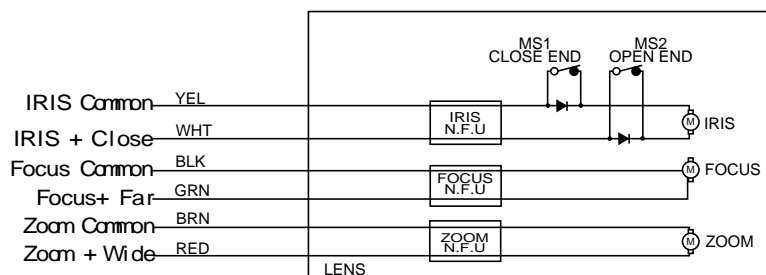 MS1 MS2
CLOSE END OPEN END
IRIS Common YEL
IRIS
N.F.U
M IRIS
IRIS + Close WHT
Focus Common BLK
FOCUS
N.F.U
M FOCUS
Focus+ Far GRN
Zoom Common BRN
ZOOM
N.F.U
M ZOOM
Zoom + Wide RED
LENS